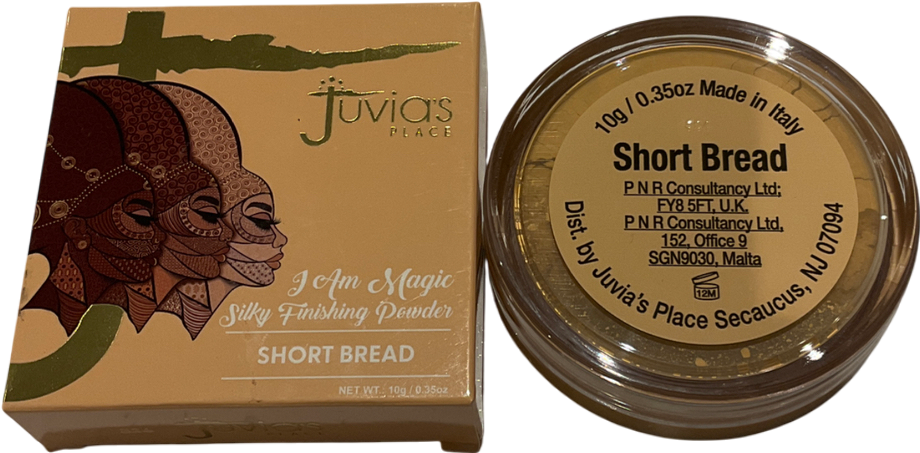 Juvia's
PLACE
I Am Magic
Silky Finishing Powder
SHORT BREAD
NET WT.: 10g / 0.35oz
Juvia's
10g / 0.35oz Made in Italy
Short Bread
P N R Consultancy Ltd;
FY8 5FT, U.K.
P N R Consultancy Ltd,
152, Office 9
SGN9030, Malta
12M
Dist. by Juvia's Place Secaucus, NJ 07094